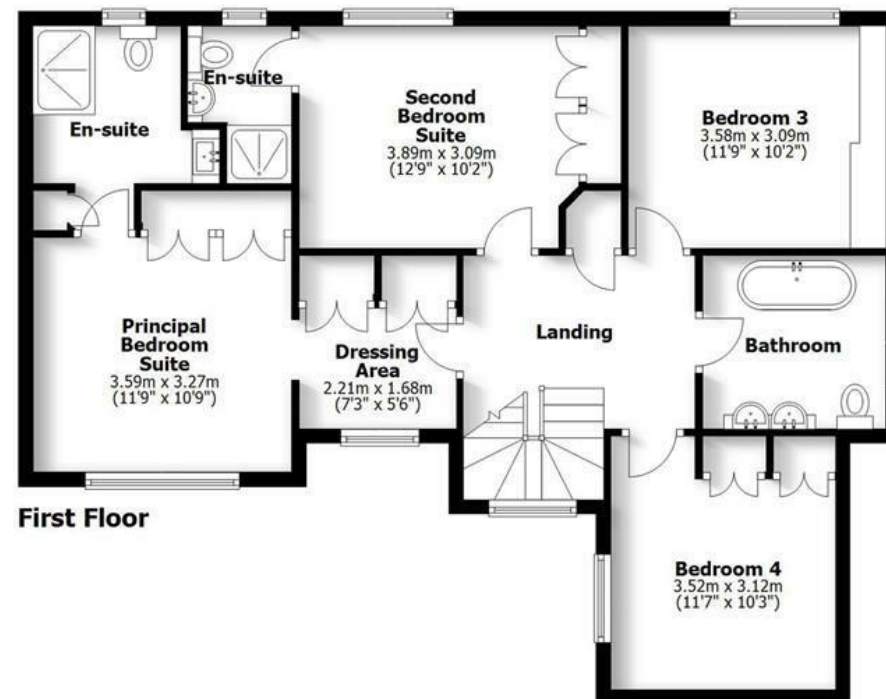 En-suite
En-suite
Second
Bedroom
Suite
3.89m x 3.09m
(12'9" x 10'2")
Bedroom 3
3.58m x 3.09m
(11'9" x 10'2")
Principal
Bedroom
Suite
3.59m x 3.27m
(11'9" x 10'9")
Dressing
Area
2.21m x 1.68m
(7'3" x 5'6")
Landing
Bathroom
First Floor
Bedroom 4
3.52m x 3.12m
(11'7" x 10'3")